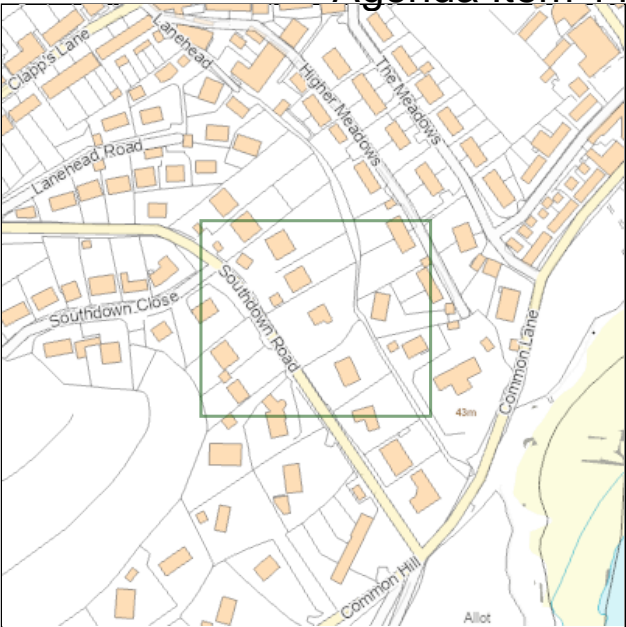 Agenda Item
Clapp's Lane
Lanehead
Higher Meadows
The Meadows
Lanehead Road
Southdown Close
Southdown Road
Common Lane
43m
Common Hill
Allot